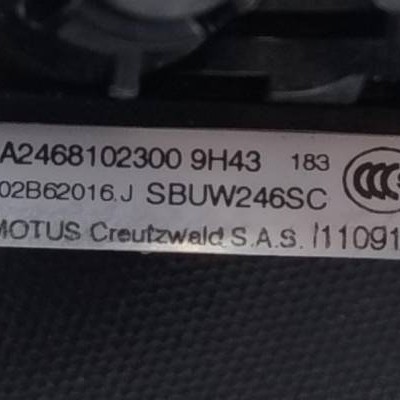 A2468102300 9H43 183
02B62016.J SBUW246SC
MOTUS Creutzwald S.A.S. /11091